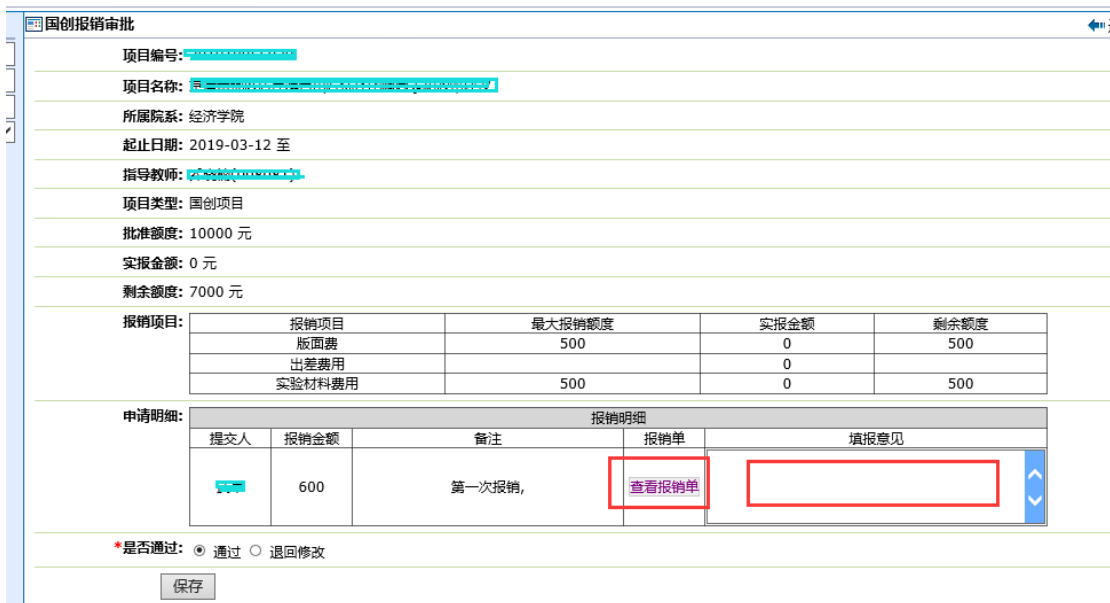 国创报销审批
项目编号:
项目名称:
所属院系: 经济学院
起止日期: 2019-03-12 至
指导教师:
项目类型: 国创项目
批准额度: 10000 元
实报金额: 0 元
剩余额度: 7000 元
报销项目:
报销项目 最大报销额度 实报金额 剩余额度
版面费 500 0 500
出差费用 0
实验材料费用 500 0 500
申请明细:
报销明细
提交人 报销金额 备注 报销单 填报意见
600 第一次报销, 查看报销单
*是否通过: 通过 退回修改
保存